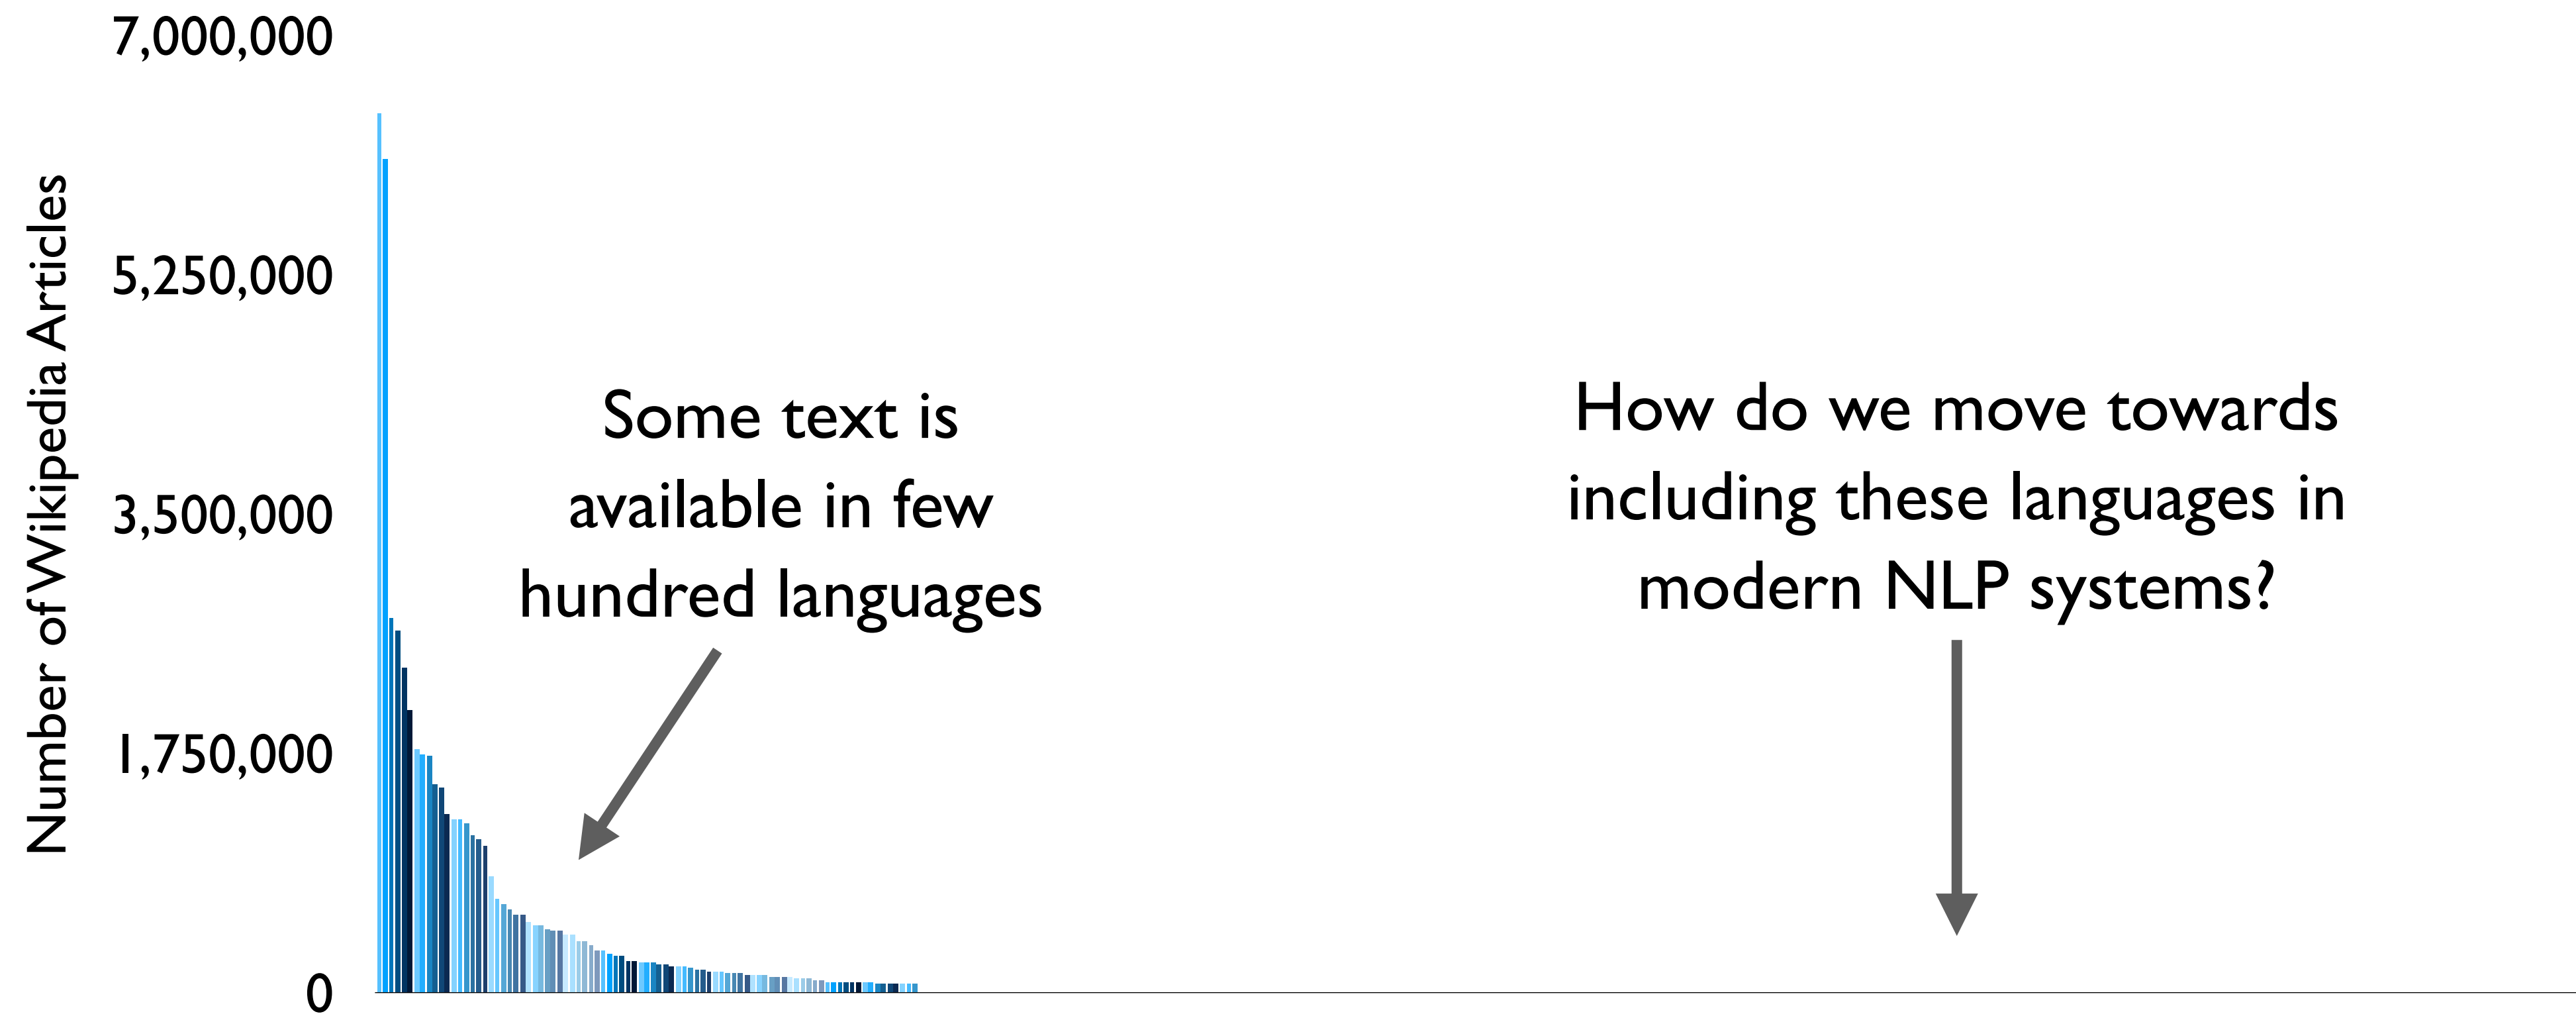 7,000,000
5,250,000
3,500,000
1,750,000
0
Number of Wikipedia Articles
Some text is
available in few
hundred languages
How do we move towards
including these languages in
modern NLP systems?